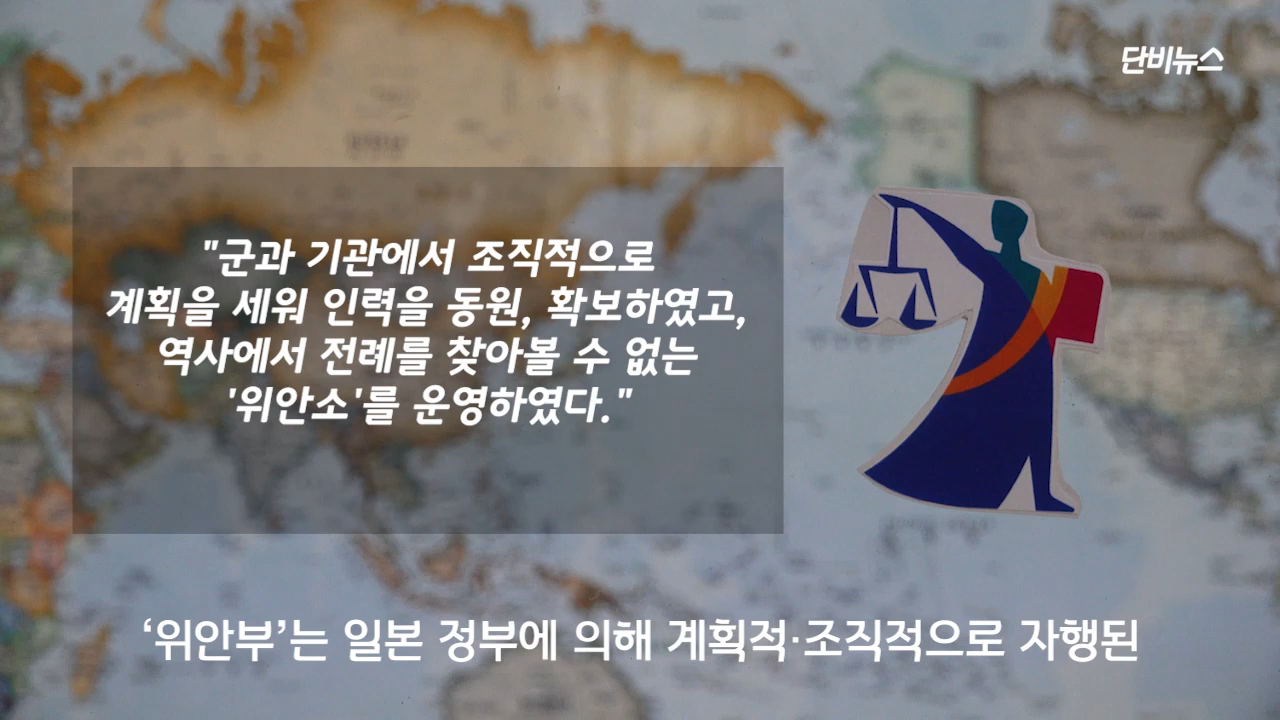 단비뉴스
"군과 기관에서 조직적으로
계획을 세워 인력을 동원, 확보하였고,
역사에서 전례를 찾아볼 수 없는
'위안소'를 운영하였다."
‘위안부’는 일본 정부에 의해 계획적·조직적으로 자행된